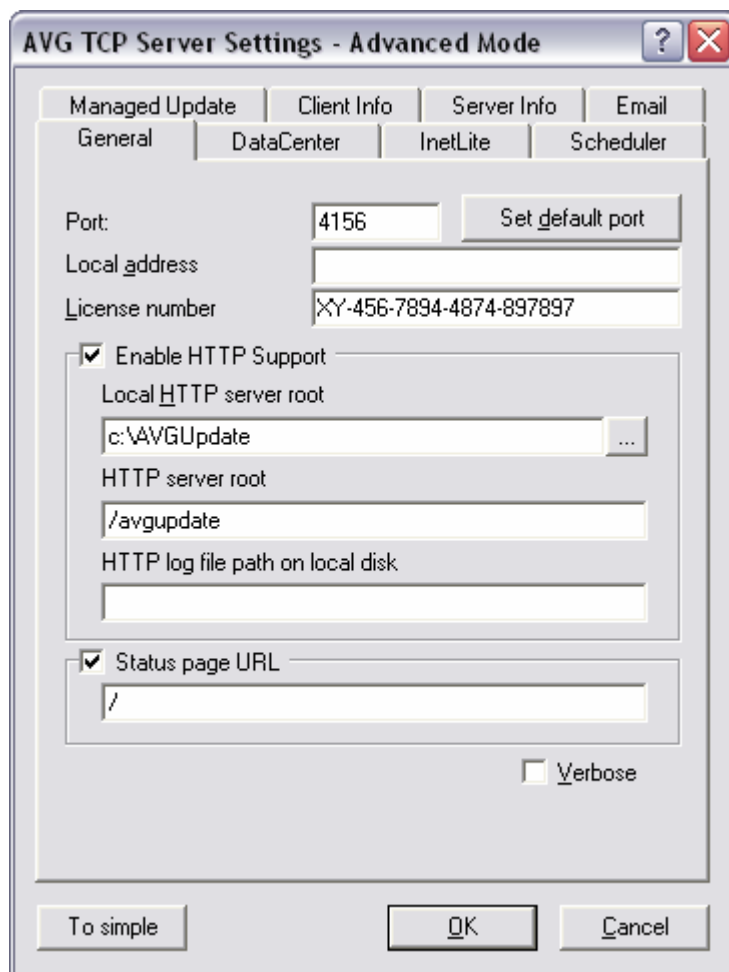 AVG TCP Server Settings - Advanced Mode ?
Managed Update Client Info Server Info Email
General DataCenter InetLite Scheduler
Port: 4156 Set default port
Local address
License number XY-456-7894-4874-897897
Enable HTTP Support
Local HTTP server root
c:\AVGUpdate ...
HTTP server root
/avgupdate
HTTP log file path on local disk
Status page URL
/
Verbose
To simple OK Cancel